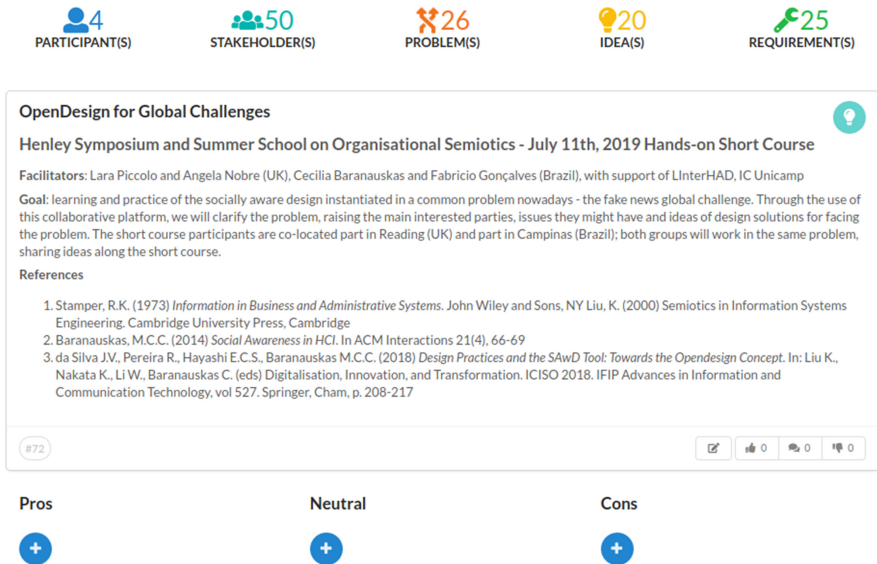 4 50 26 20 25
PARTICIPANT(S) STAKEHOLDER(S) PROBLEM(S) IDEA(S) REQUIREMENT(S)
OpenDesign for Global Challenges
Henley Symposium and Summer School on Organisational Semiotics - July 11th, 2019 Hands-on Short Course
Facilitators: Lara Piccolo and Angela Nobre (UK), Cecilia Baranauskas and Fabricio Gonçalves (Brazil), with support of LInterHAD, IC Unicamp
Goal: learning and practice of the socially aware design instantiated in a common problem nowadays - the fake news global challenge. Through the use of
this collaborative platform, we will clarify the problem, raising the main interested parties, issues they might have and ideas of design solutions for facing
the problem. The short course participants are co-located part in Reading (UK) and part in Campinas (Brazil); both groups will work in the same problem,
sharing ideas along the short course.
References
1. Stamper, R.K. (1973) Information in Business and Administrative Systems. John Wiley and Sons, NY Liu, K. (2000) Semiotics in Information Systems
Engineering. Cambridge University Press, Cambridge
2. Baranauskas, M.C.C. (2014) Social Awareness in HCI. In ACM Interactions 21(4), 66-69
3. da Silva J.V., Pereira R., Hayashi E.C.S., Baranauskas M.C.C. (2018) Design Practices and the SAwD Tool: Towards the Opendesign Concept. In: Liu K.,
Nakata K., Li W., Baranauskas C. (eds) Digitalisation, Innovation, and Transformation. ICISO 2018. IFIP Advances in Information and
Communication Technology, vol 527. Springer, Cham, p. 208-217
#72 0 0 0
Pros Neutral Cons